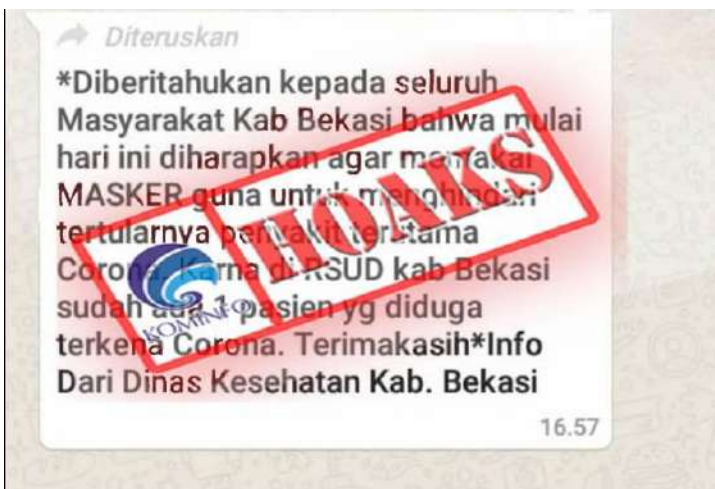 Diteruskan
*Diberitahukan kepada seluruh
Masyarakat Kab Bekasi bahwa mulai
hari ini diharapkan agar memakai
MASKER guna untuk menghindari
tertularnya penyakit terutama
Corona. Karna di RSUD kab Bekasi
sudah ada 1 pasien yg diduga
terkena Corona. Terimakasih*Info
Dari Dinas Kesehatan Kab. Bekasi
16.57
HOAKS
KOMINFO